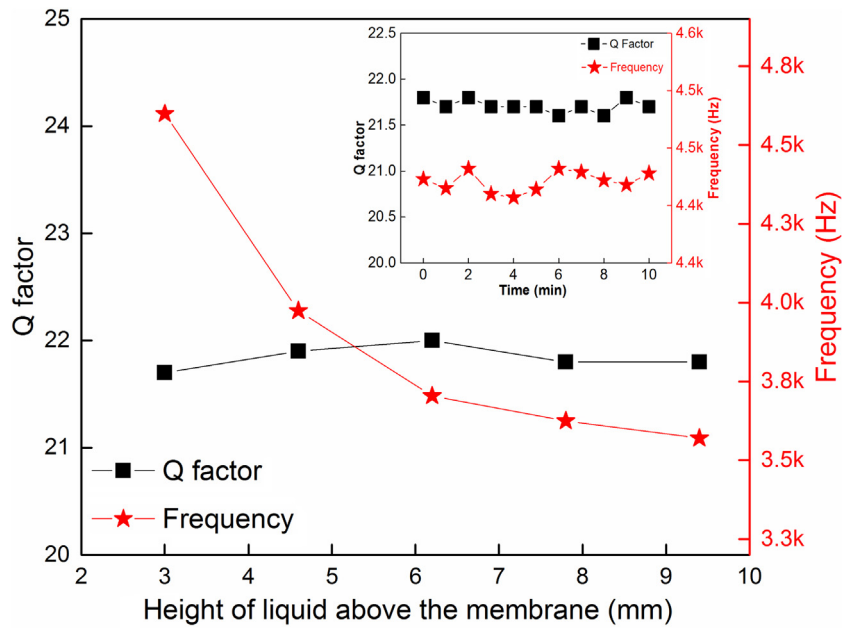 25
24
23
22
21
20
Q factor
2
3
4
5
6
7
8
9
10
Height of liquid above the membrane (mm)
4.8k
4.5k
4.3k
4.0k
3.8k
3.5k
3.3k
Frequency (Hz)
Q factor
Frequency
22.5
22.0
21.5
21.0
20.5
20.0
Q factor
0
2
4
6
8
10
Time (min)
4.6k
4.5k
4.5k
4.4k
4.4k
Frequency (Hz)
Q Factor
Frequency